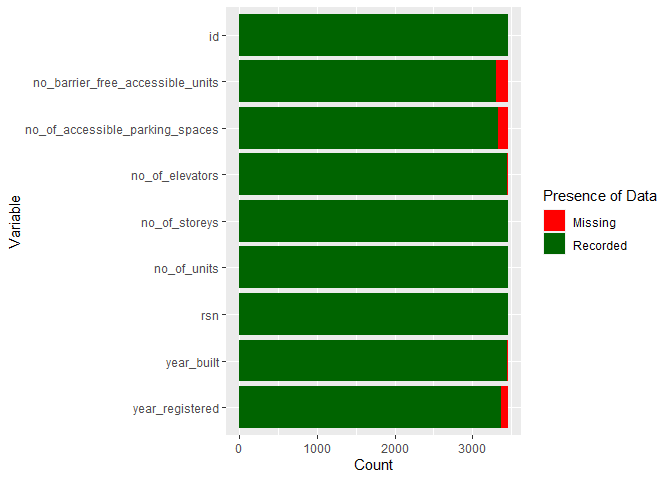 Variable
id
no_barrier_free_accessible_units
no_of_accessible_parking_spaces
no_of_elevators
no_of_storeys
no_of_units
rsn
year_built
year_registered
0 1000 2000 3000
Count
Presence of Data
Missing
Recorded